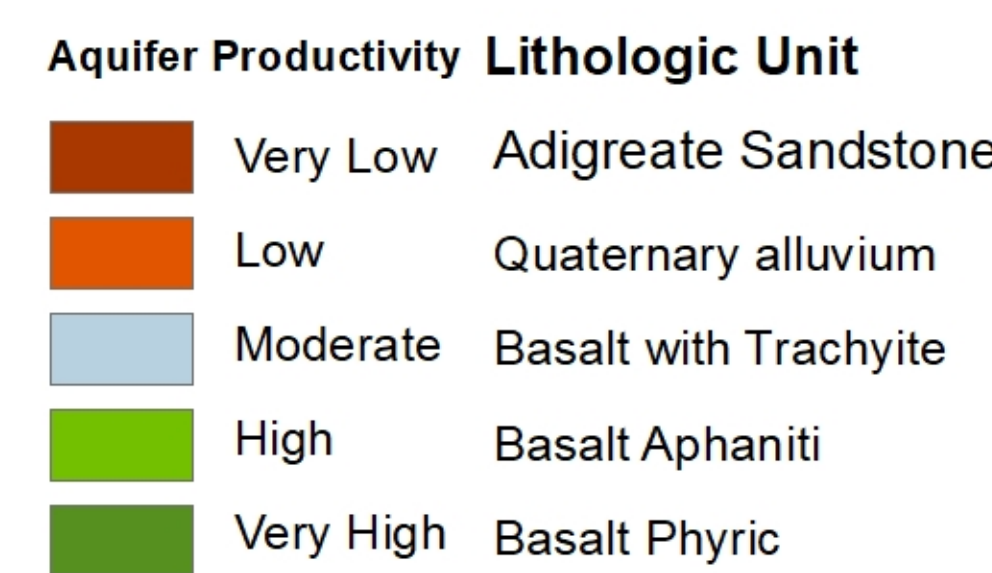 Aquifer Productivity Lithologic Unit
Very Low Adigreate Sandstone
Low Quaternary alluvium
Moderate Basalt with Trachyite
High Basalt Aphaniti
Very High Basalt Phyric